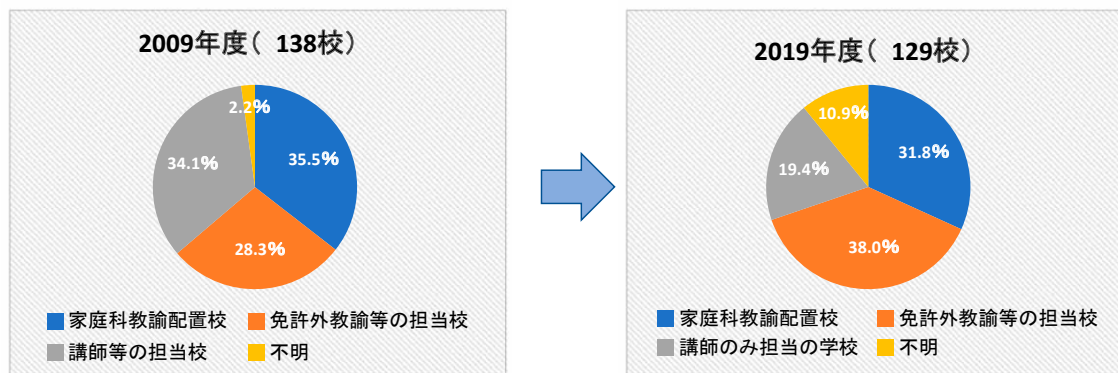 2009年度( 138校)
2.2%
35.5%
34.1%
28.3%
家庭科教諭配置校 免許外教諭等の担当校
講師等の担当校 不明
2019年度( 129校)
10.9%
31.8%
19.4%
38.0%
家庭科教諭配置校 免許外教諭等の担当校
講師のみ担当の学校 不明